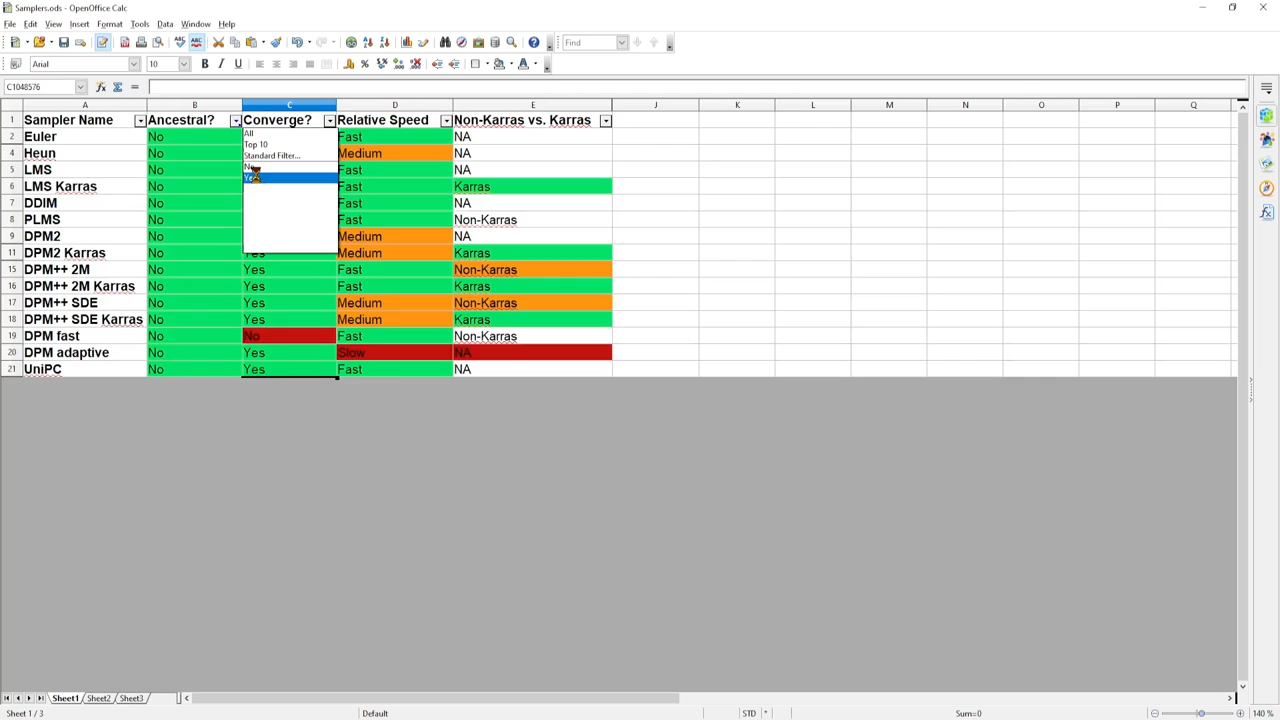 Samplers.ods - OpenOffice Calc
File Edit View Insert Format Tools Data Window Help
Find
Arial 10 B I U
C1048576
A B C D E J K L M N O P Q
1 Sampler Name Ancestral? Converge? Relative Speed Non-Karras vs. Karras
All
Top 10
Standard Filter...
2 Euler No Fast NA
4 Heun No Medium NA
5 LMS No Fast NA
6 LMS Karras No Fast Karras
7 DDIM No Fast NA
8 PLMS No Fast Non-Karras
9 DPM2 No Medium NA
11 DPM2 Karras No Yes Medium Karras
15 DPM++ 2M No Yes Fast Non-Karras
16 DPM++ 2M Karras No Yes Fast Karras
17 DPM++ SDE No Yes Medium Non-Karras
18 DPM++ SDE Karras No Yes Medium Karras
19 DPM fast No No Fast Non-Karras
20 DPM adaptive No Yes Slow NA
21 UniPC No Yes Fast NA
Sheet1 Sheet2 Sheet3
Sheet 1 / 3 Default STD * Sum=0 140 %